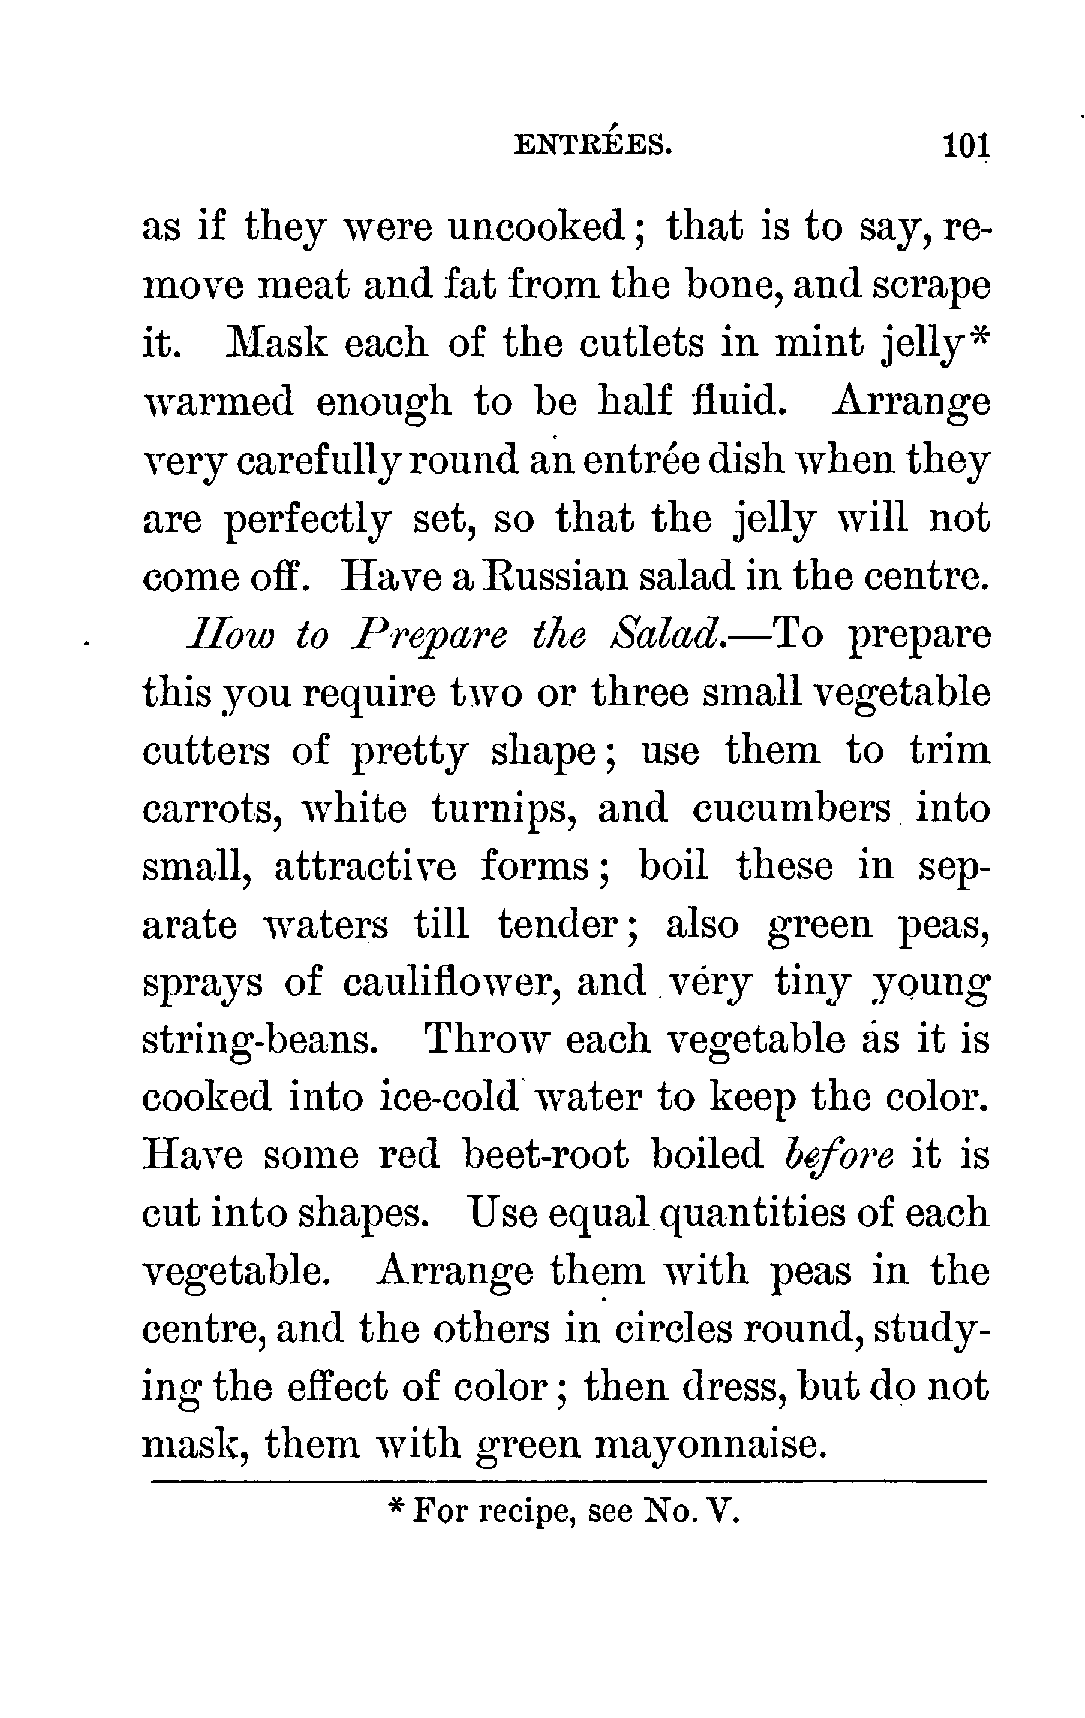 ENTRÉES. 101
as if they were uncooked; that is to say, re-
move meat and fat from the bone, and scrape
it. Mask each of the cutlets in mint jelly*
warmed enough to be half fluid. Arrange
very carefully round an entrée dish when they
are perfectly set, so that the jelly will not
come off. Have a Russian salad in the centre.
How to Prepare the Salad.—To prepare
this you require two or three small vegetable
cutters of pretty shape; use them to trim
carrots, white turnips, and cucumbers into
small, attractive forms; boil these in sep-
arate waters till tender; also green peas,
sprays of cauliflower, and very tiny young
string-beans. Throw each vegetable as it is
cooked into ice-cold water to keep the color.
Have some red beet-root boiled before it is
cut into shapes. Use equal quantities of each
vegetable. Arrange them with peas in the
centre, and the others in circles round, study-
ing the effect of color; then dress, but do not
mask, them with green mayonnaise.
* For recipe, see No. V.